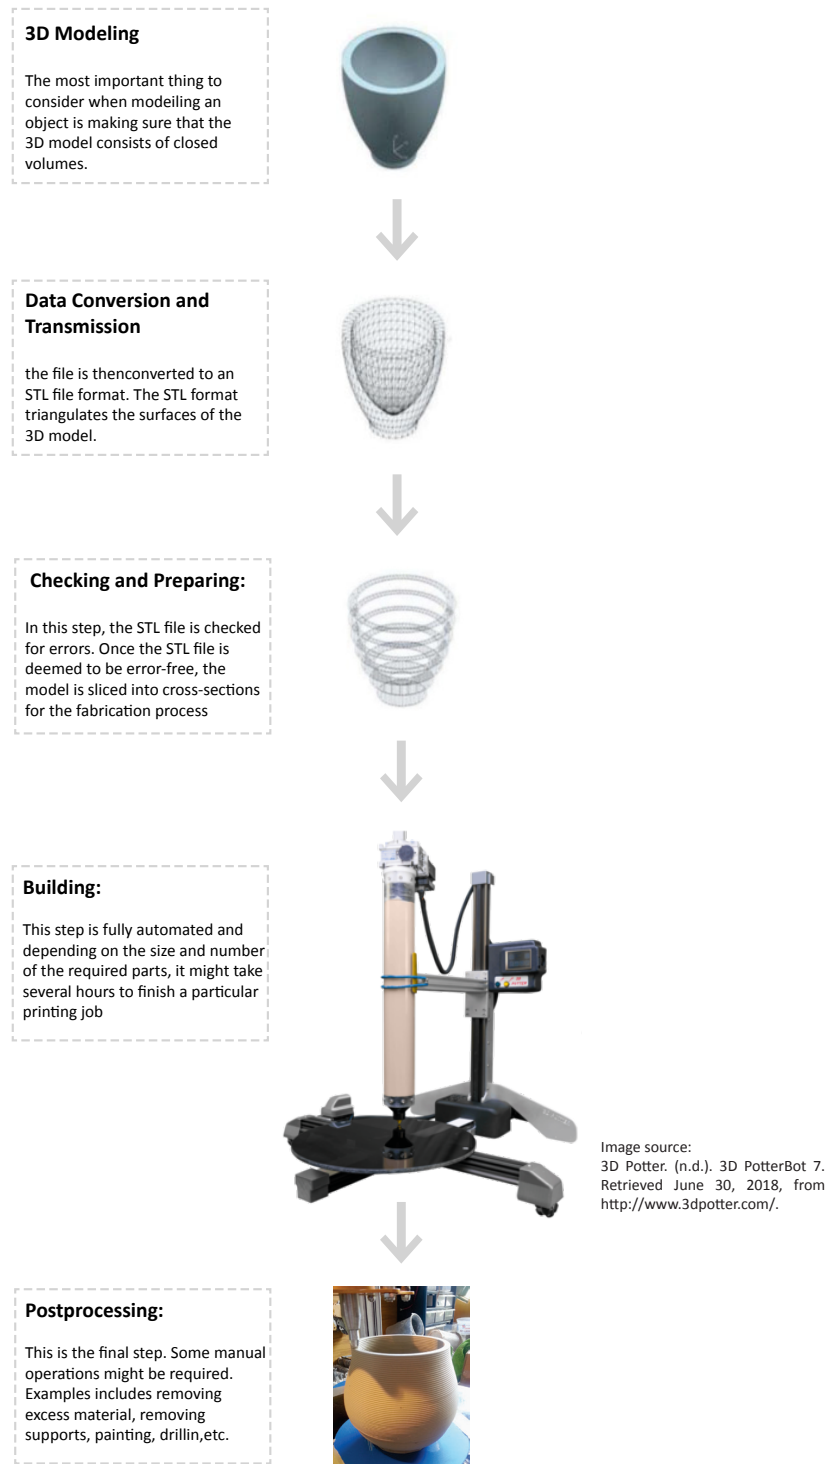 3D Modeling
The most important thing to
consider when modeiling an
object is making sure that the
3D model consists of closed
volumes.
Data Conversion and
Transmission
the file is thenconverted to an
STL file format. The STL format
triangulates the surfaces of the
3D model.
Checking and Preparing:
In this step, the STL file is checked
for errors. Once the STL file is
deemed to be error-free, the
model is sliced into cross-sections
for the fabrication process
Building:
This step is fully automated and
depending on the size and number
of the required parts, it might take
several hours to finish a particular
printing job
Image source:
3D Potter. (n.d.). 3D PotterBot 7.
Retrieved June 30, 2018, from
http://www.3dpotter.com/.
Postprocessing:
This is the final step. Some manual
operations might be required.
Examples includes removing
excess material, removing
supports, painting, drillin,etc.